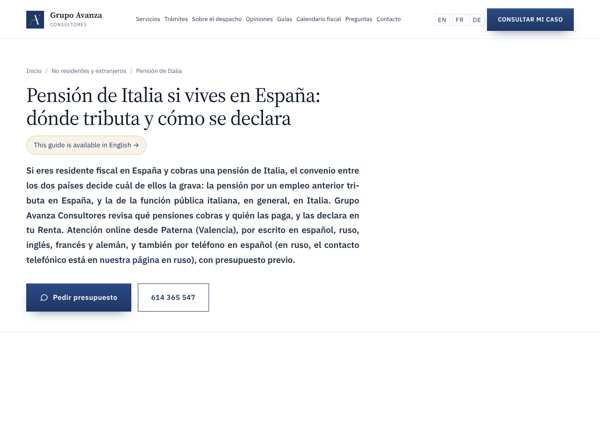 A
Grupo Avanza
CONSULTORES
Servicios Trámites Sobre el despacho Opiniones Guías Calendario fiscal Preguntas Contacto
EN FR DE
CONSULTAR MI CASO
Inicio / No residentes y extranjeros / Pensión de Italia
Pensión de Italia si vives en España:
dónde tributa y cómo se declara
This guide is available in English →
Si eres residente fiscal en España y cobras una pensión de Italia, el convenio entre
los dos países decide cuál de ellos la grava: la pensión por un empleo anterior tri-
buta en España, y la de la función pública italiana, en general, en Italia. Grupo
Avanza Consultores revisa qué pensiones cobras y quién las paga, y las declara en
tu Renta. Atención online desde Paterna (Valencia), por escrito en español, ruso,
inglés, francés y alemán, y también por teléfono en español (en ruso, el contacto
telefónico está en nuestra página en ruso), con presupuesto previo.
Pedir presupuesto
614 365 547